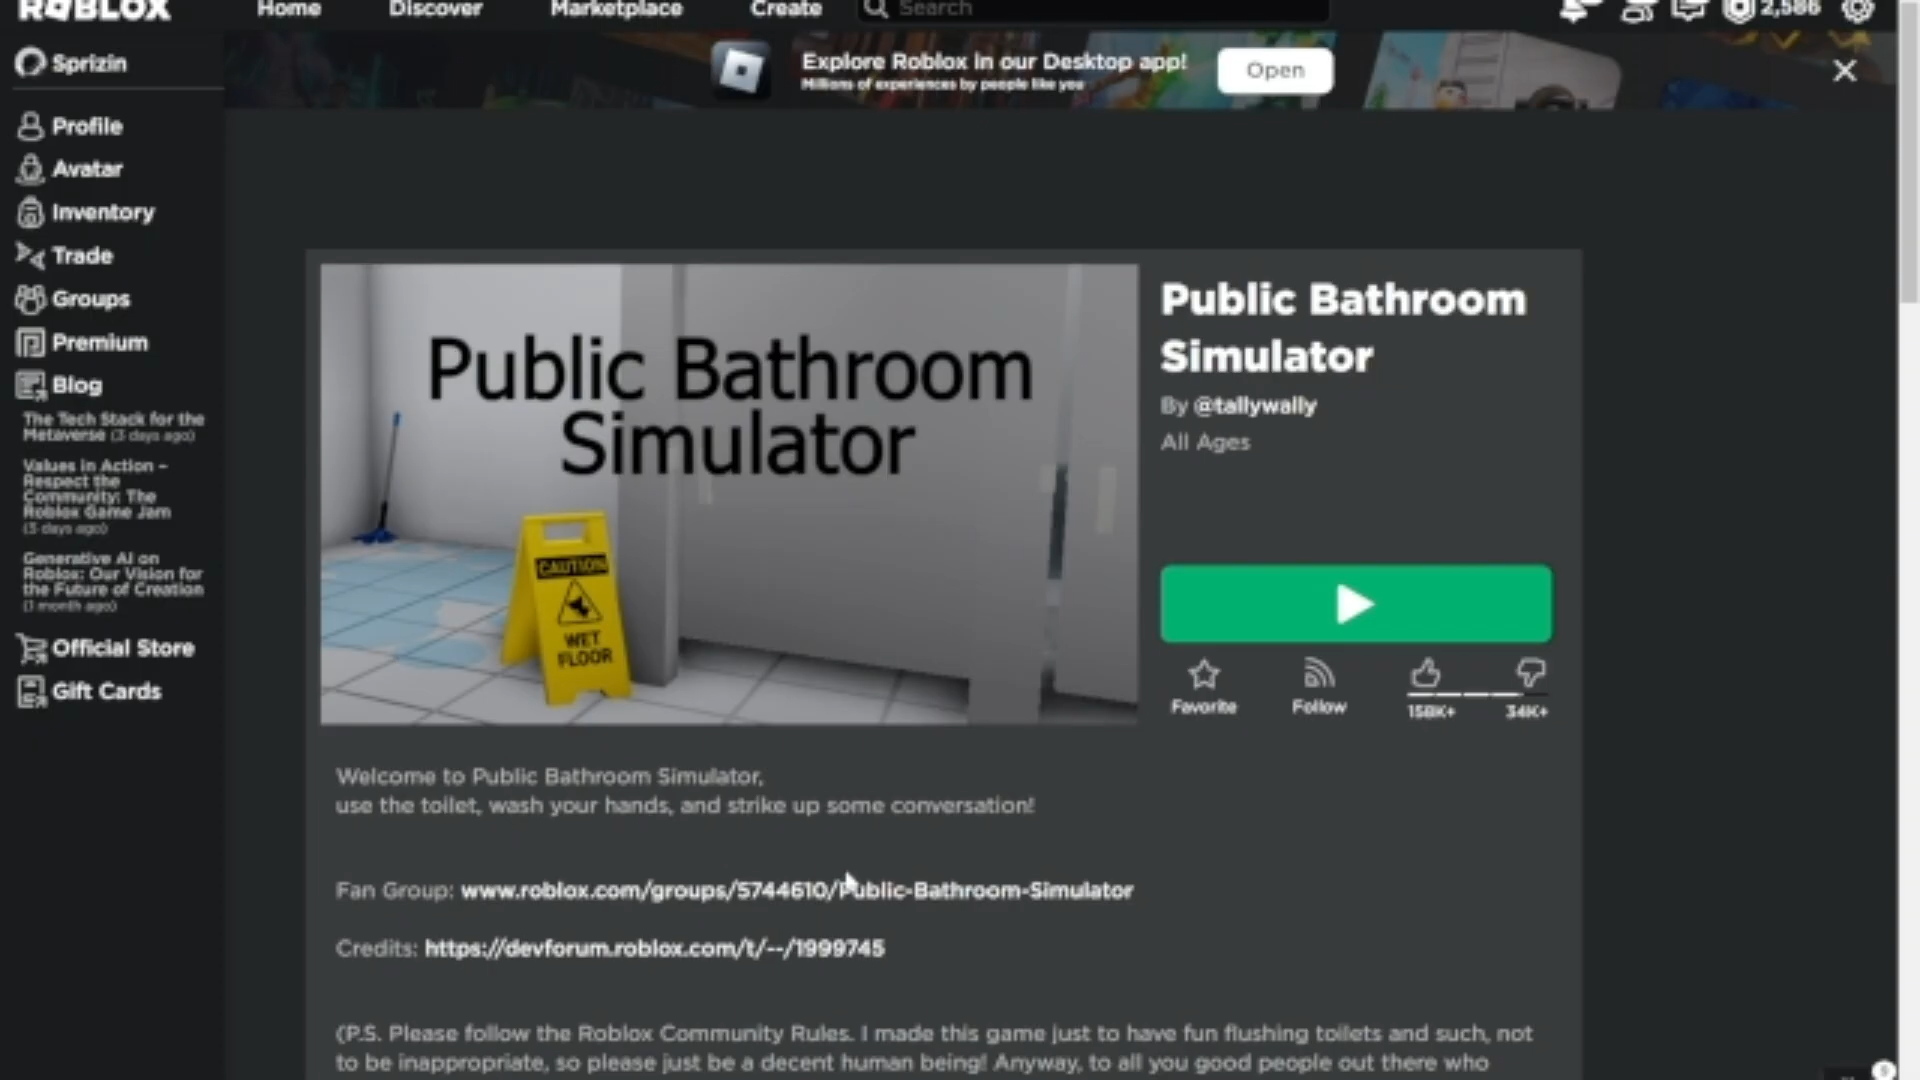 ROBLOX
Home
Discover
Marketplace
Create
Search
2,586
Sprizin
Explore Roblox in our Desktop app!
Millions of experiences by people like you
Open
Profile
Avatar
Inventory
Trade
Groups
Premium
Blog
The Tech Stack for the
Metaverse (3 days ago)
Values in Action –
Respect the
Community: The
Roblox Game Jam
(3 days ago)
Generative AI on
Roblox: Our Vision for
the Future of Creation
(1 month ago)
Official Store
Gift Cards
Public Bathroom
Simulator
CAUTION
WET
FLOOR
Public Bathroom
Simulator
By @tallywally
All Ages
Favorite
Follow
158K+
34K+
Welcome to Public Bathroom Simulator,
use the toilet, wash your hands, and strike up some conversation!
Fan Group: www.roblox.com/groups/5744610/Public-Bathroom-Simulator
Credits: https://devforum.roblox.com/t/--/1999745
(P.S. Please follow the Roblox Community Rules. I made this game just to have fun flushing toilets and such, not
to be inappropriate, so please just be a decent human being! Anyway, to all you good people out there who